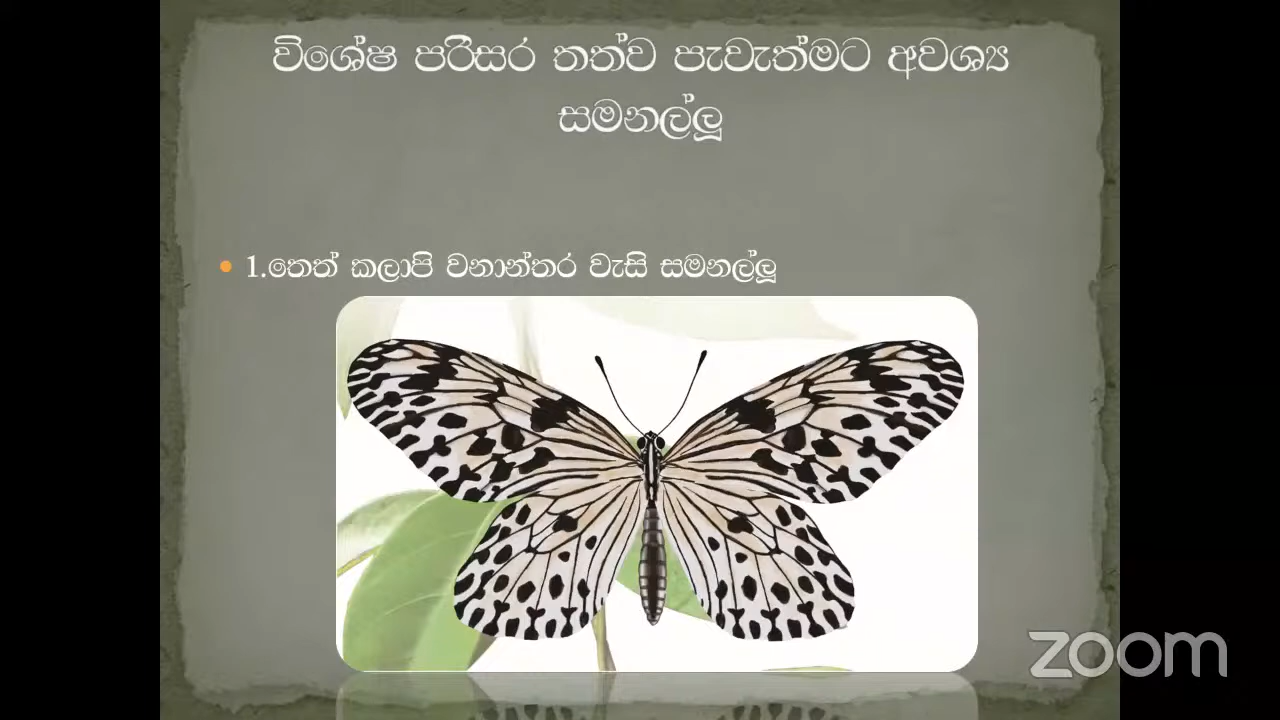 විශේෂ පරිසර තත්ව පැවැත්මට අවශ්‍ය
සමනල්ලු
1.තෙත් කලාපි වනාන්තර වැසි සමනල්ලු
zoom